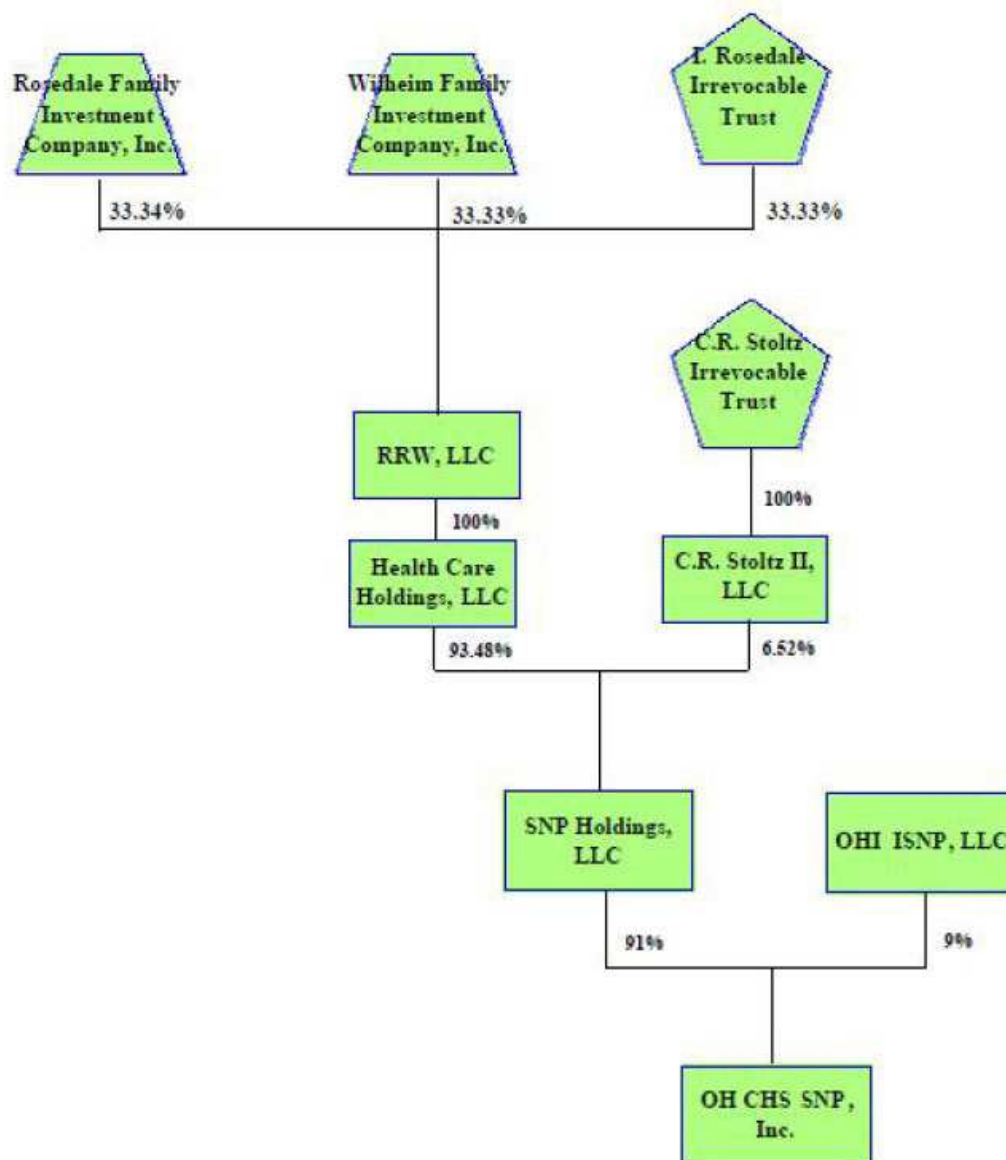 Rosedale Family
Investment
Company, Inc.
Wilheim Family
Investment
Company, Inc.
I. Rosedale
Irrevocable
Trust
33.34%
33.33%
33.33%
C.R. Stoltz
Irrevocable
Trust
RRW, LLC
100%
100%
Health Care
Holdings, LLC
C.R. Stoltz II,
LLC
93.48%
6.52%
SNP Holdings,
LLC
OHI ISNP, LLC
91%
9%
OH CHS SNP,
Inc.